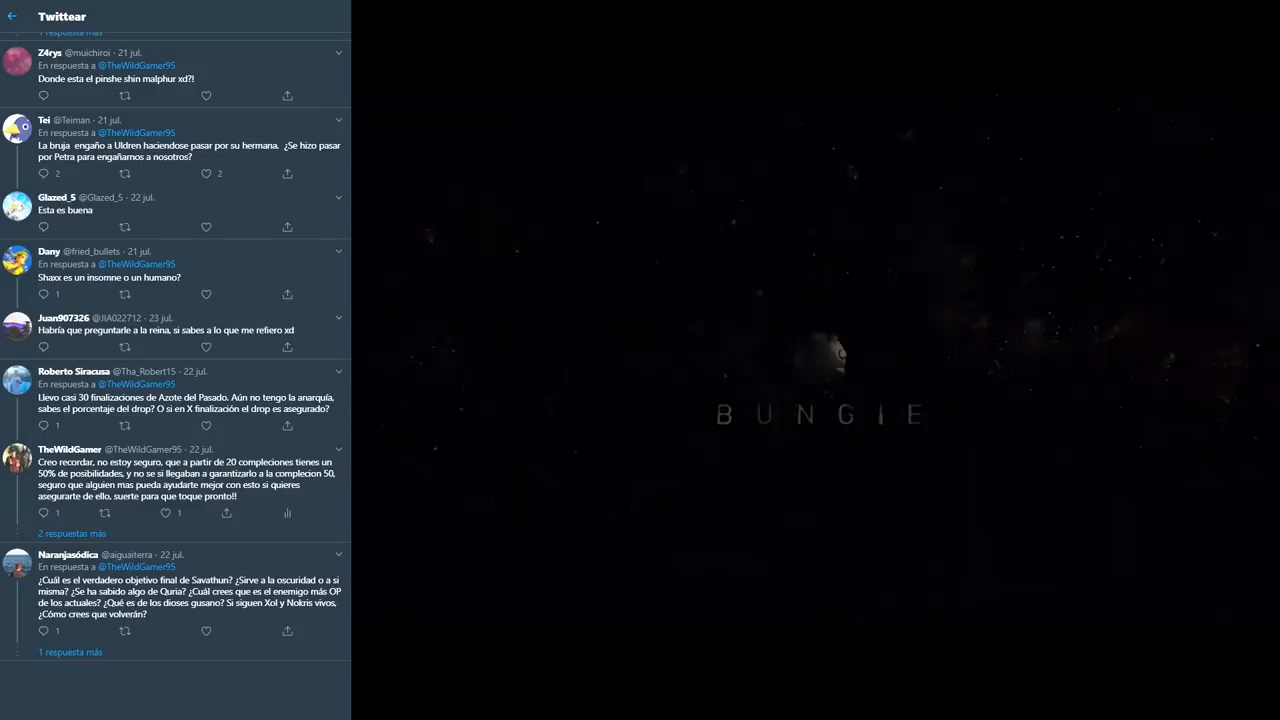 Twittear
1 respuesta más
Z4rys @muichiroi · 21 jul.
En respuesta a @TheWildGamer95
Donde esta el pinshe shin malphur xd?!
Tei @Teiman · 21 jul.
En respuesta a @TheWildGamer95
La bruja engaño a Uldren haciendose pasar por su hermana. ¿Se hizo pasar
por Petra para engañarnos a nosotros?
2 2
Glazed_5 @Glazed_5 · 22 jul.
Esta es buena
Dany @fried_bullets · 21 jul.
En respuesta a @TheWildGamer95
Shaxx es un insomne o un humano?
1
Juan907326 @JIA022712 · 23 jul.
Habría que preguntarle a la reina, si sabes a lo que me refiero xd
Roberto Siracusa @Tha_Robert15 · 22 jul.
En respuesta a @TheWildGamer95
Llevo casi 30 finalizaciones de Azote del Pasado. Aún no tengo la anarquía,
sabes el porcentaje del drop? O si en X finalización el drop es asegurado?
1
TheWildGamer @TheWildGamer95 · 22 jul.
Creo recordar, no estoy seguro, que a partir de 20 compleciones tienes un
50% de posibilidades, y no se si llegaban a garantizarlo a la complecion 50,
seguro que alguien mas pueda ayudarte mejor con esto si quieres
asegurarte de ello, suerte para que toque pronto!!
1 1
2 respuestas más
Naranjasódica @aiguaiterra · 22 jul.
En respuesta a @TheWildGamer95
¿Cuál es el verdadero objetivo final de Savathun? ¿Sirve a la oscuridad o a si
misma? ¿Se ha sabido algo de Quria? ¿Cuál crees que es el enemigo más OP
de los actuales? ¿Qué es de los dioses gusano? Si siguen Xol y Nokris vivos,
¿Cómo crees que volverán?
1
1 respuesta más
BUNGIE